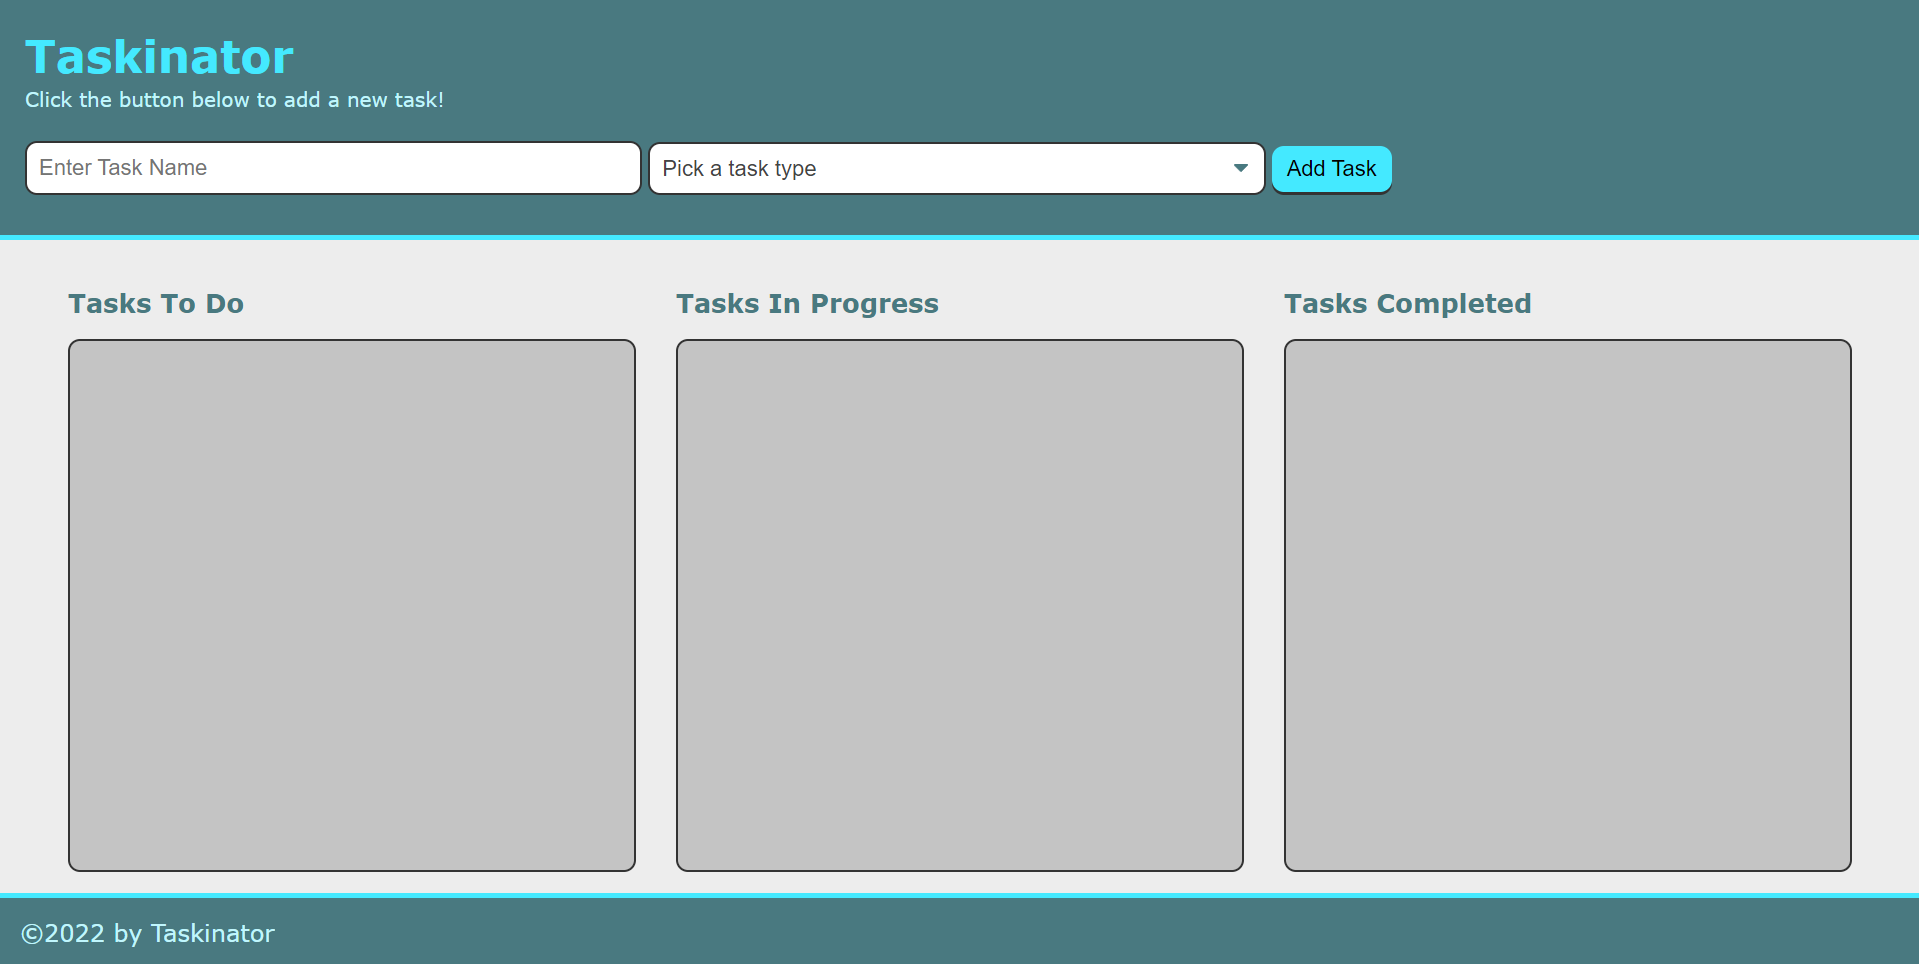 Taskinator
Click the button below to add a new task!
Enter Task Name
Pick a task type
Add Task
Tasks To Do
Tasks In Progress
Tasks Completed
©2022 by Taskinator